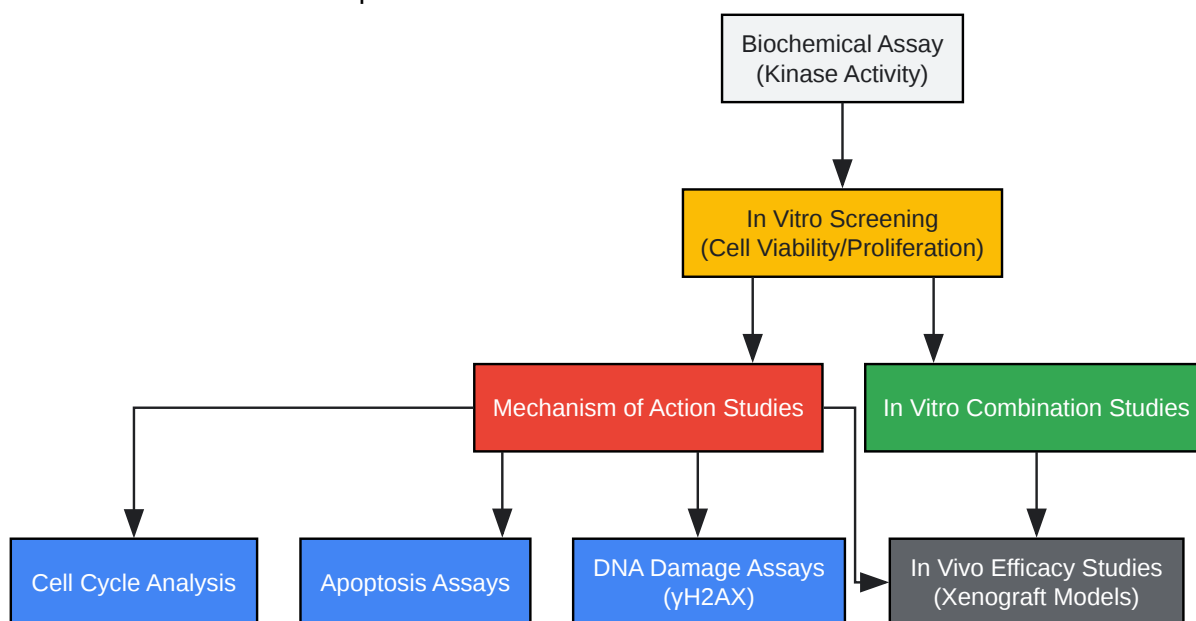 Biochemical Assay
(Kinase Activity)
In Vitro Screening
(Cell Viability/Proliferation)
Mechanism of Action Studies
In Vitro Combination Studies
Cell Cycle Analysis
Apoptosis Assays
DNA Damage Assays
(γH2AX)
In Vivo Efficacy Studies
(Xenograft Models)